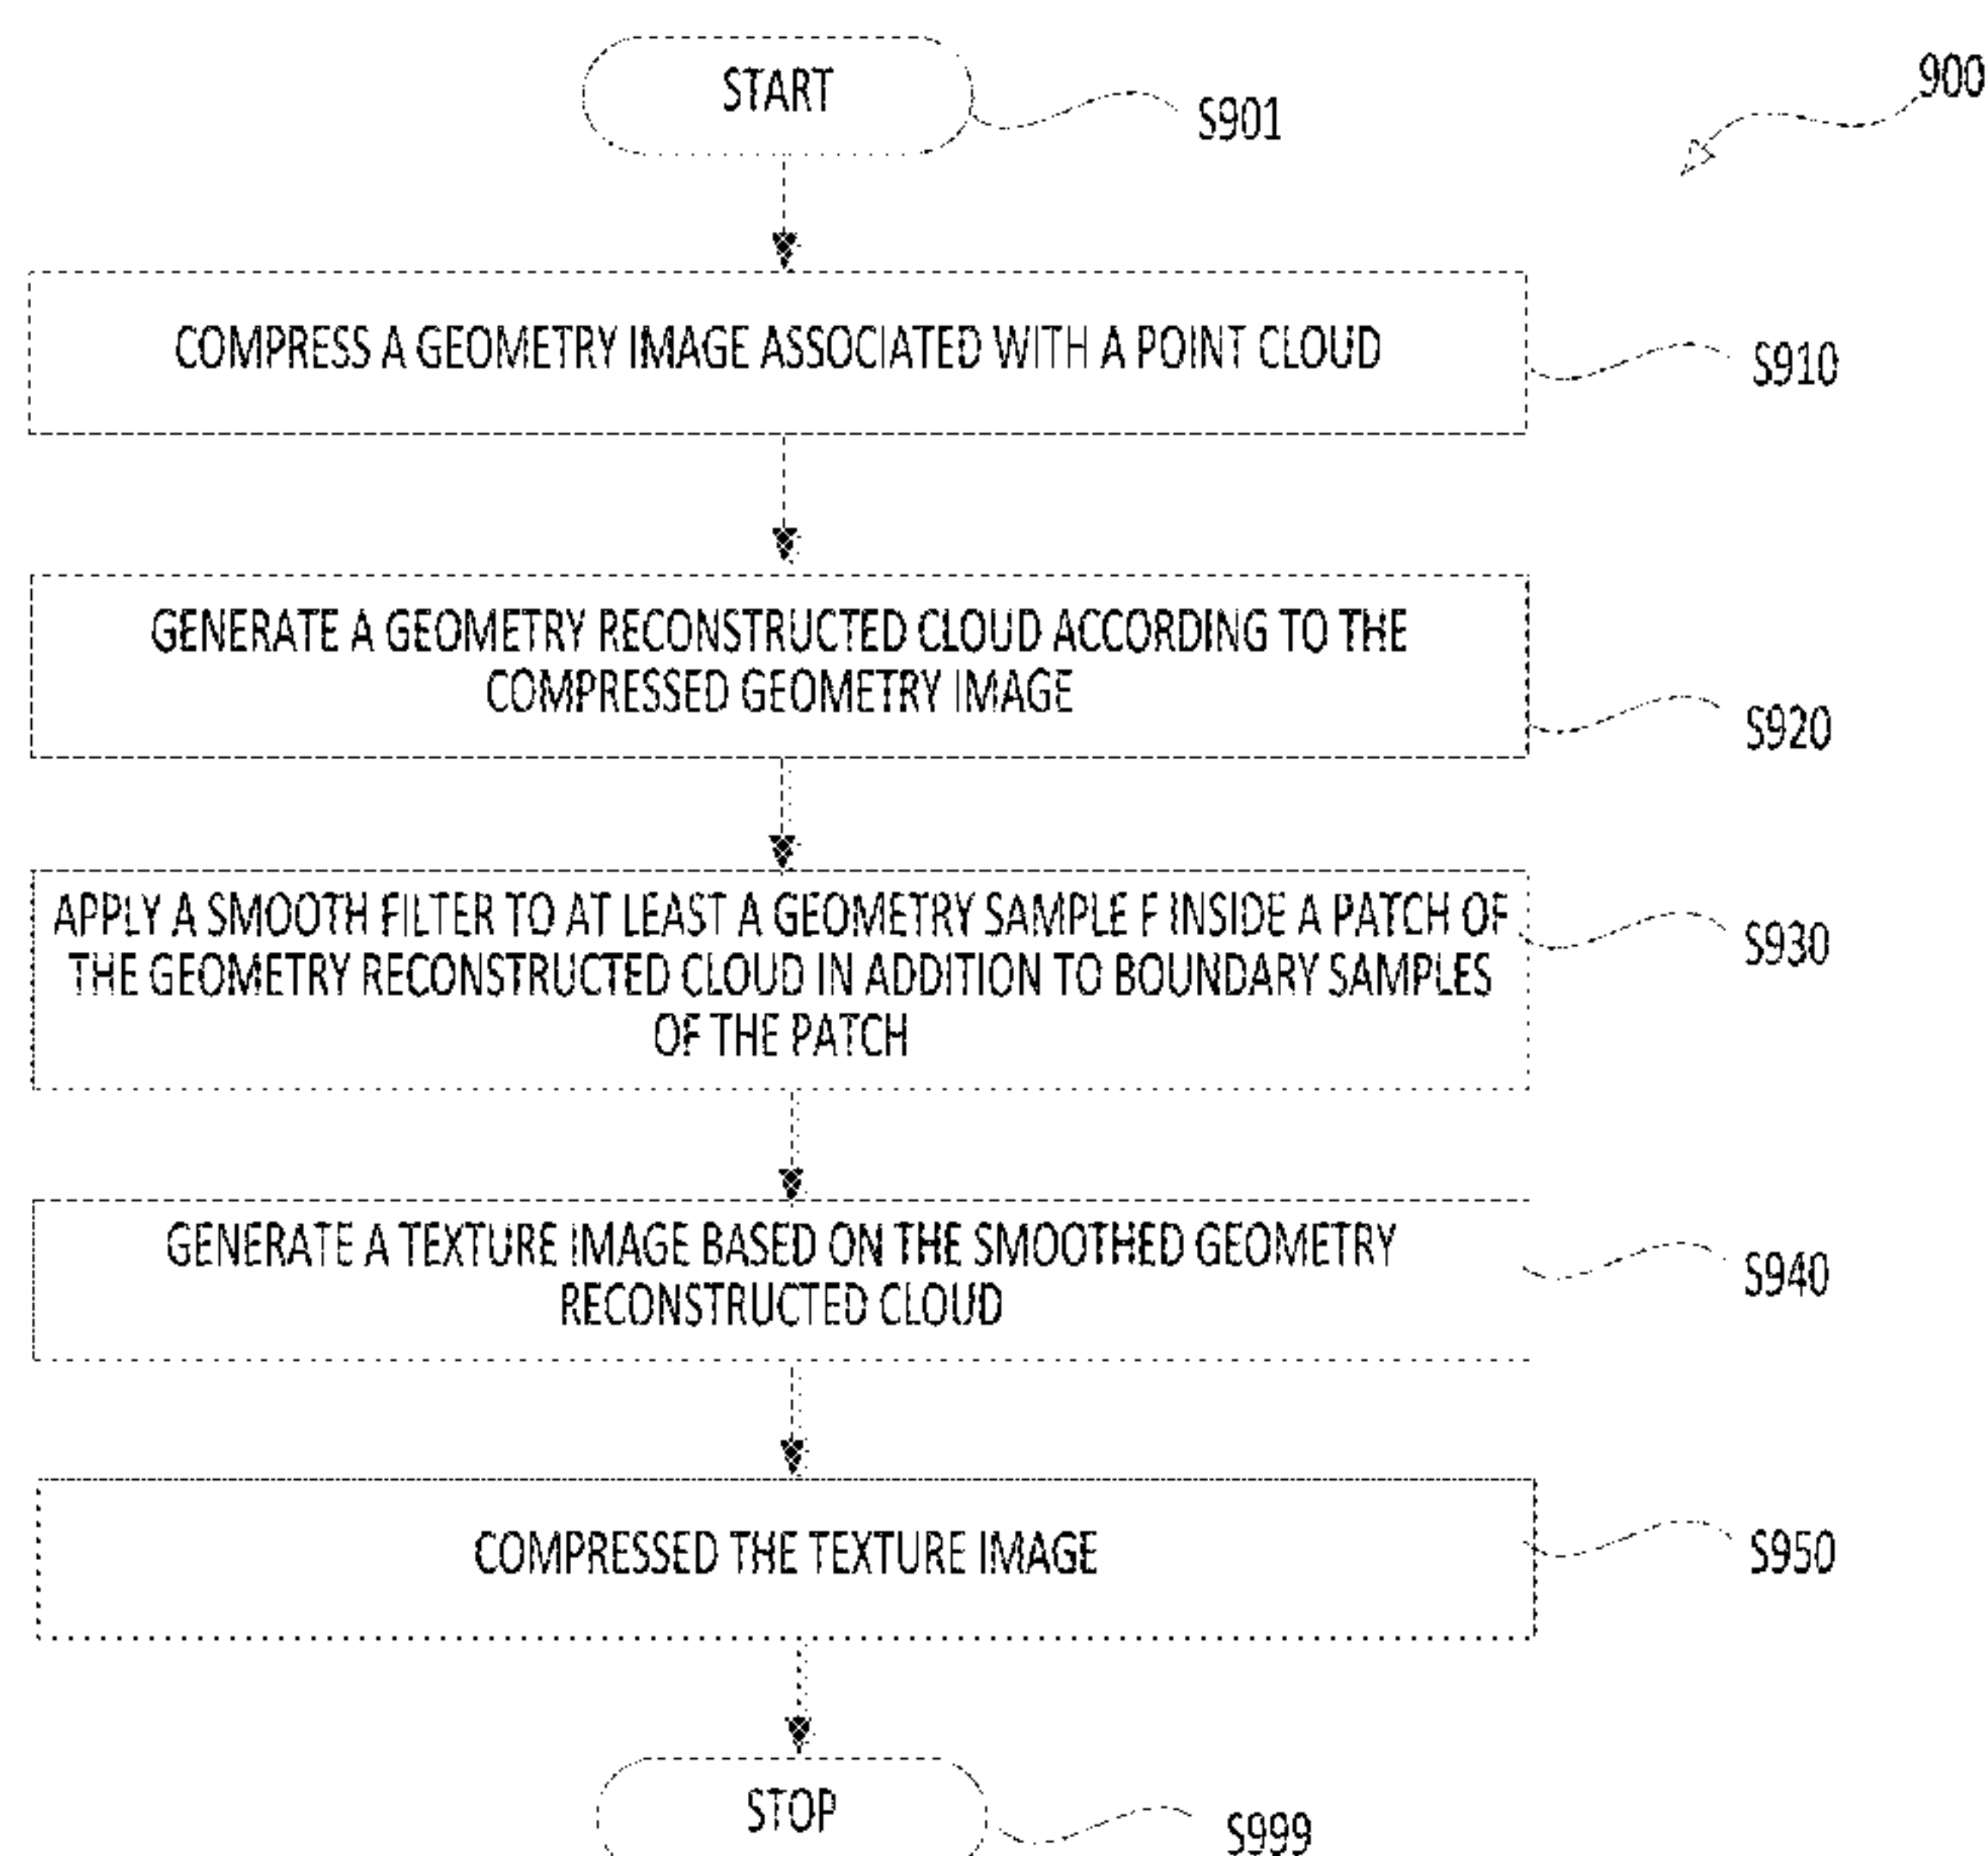 START
S901
900
COMPRESS A GEOMETRY IMAGE ASSOCIATED WITH A POINT CLOUD
S910
GENERATE A GEOMETRY RECONSTRUCTED CLOUD ACCORDING TO THE
COMPRESSED GEOMETRY IMAGE
S920
APPLY A SMOOTH FILTER TO AT LEAST A GEOMETRY SAMPLE F INSIDE A PATCH OF
THE GEOMETRY RECONSTRUCTED CLOUD IN ADDITION TO BOUNDARY SAMPLES
OF THE PATCH
S930
GENERATE A TEXTURE IMAGE BASED ON THE SMOOTHED GEOMETRY
RECONSTRUCTED CLOUD
S940
COMPRESSED THE TEXTURE IMAGE
S950
STOP
S999